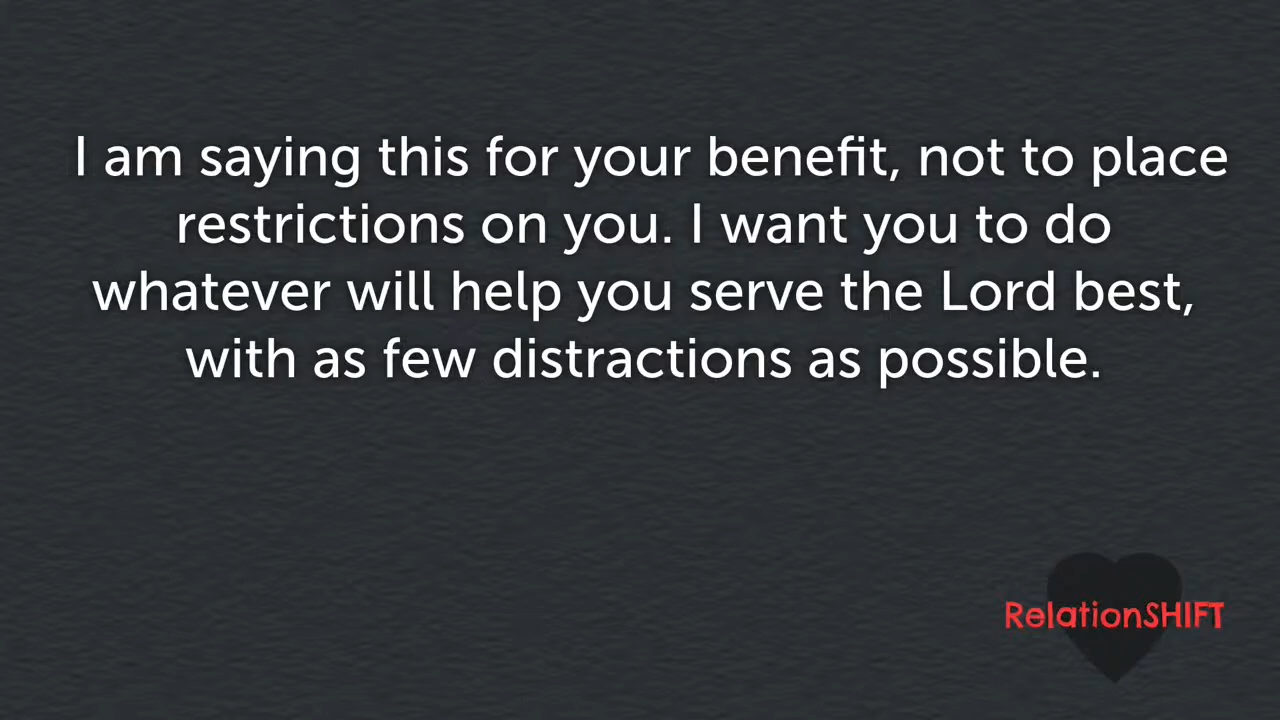 I am saying this for your benefit, not to place
restrictions on you. I want you to do
whatever will help you serve the Lord best,
with as few distractions as possible.
RelationSHIFT